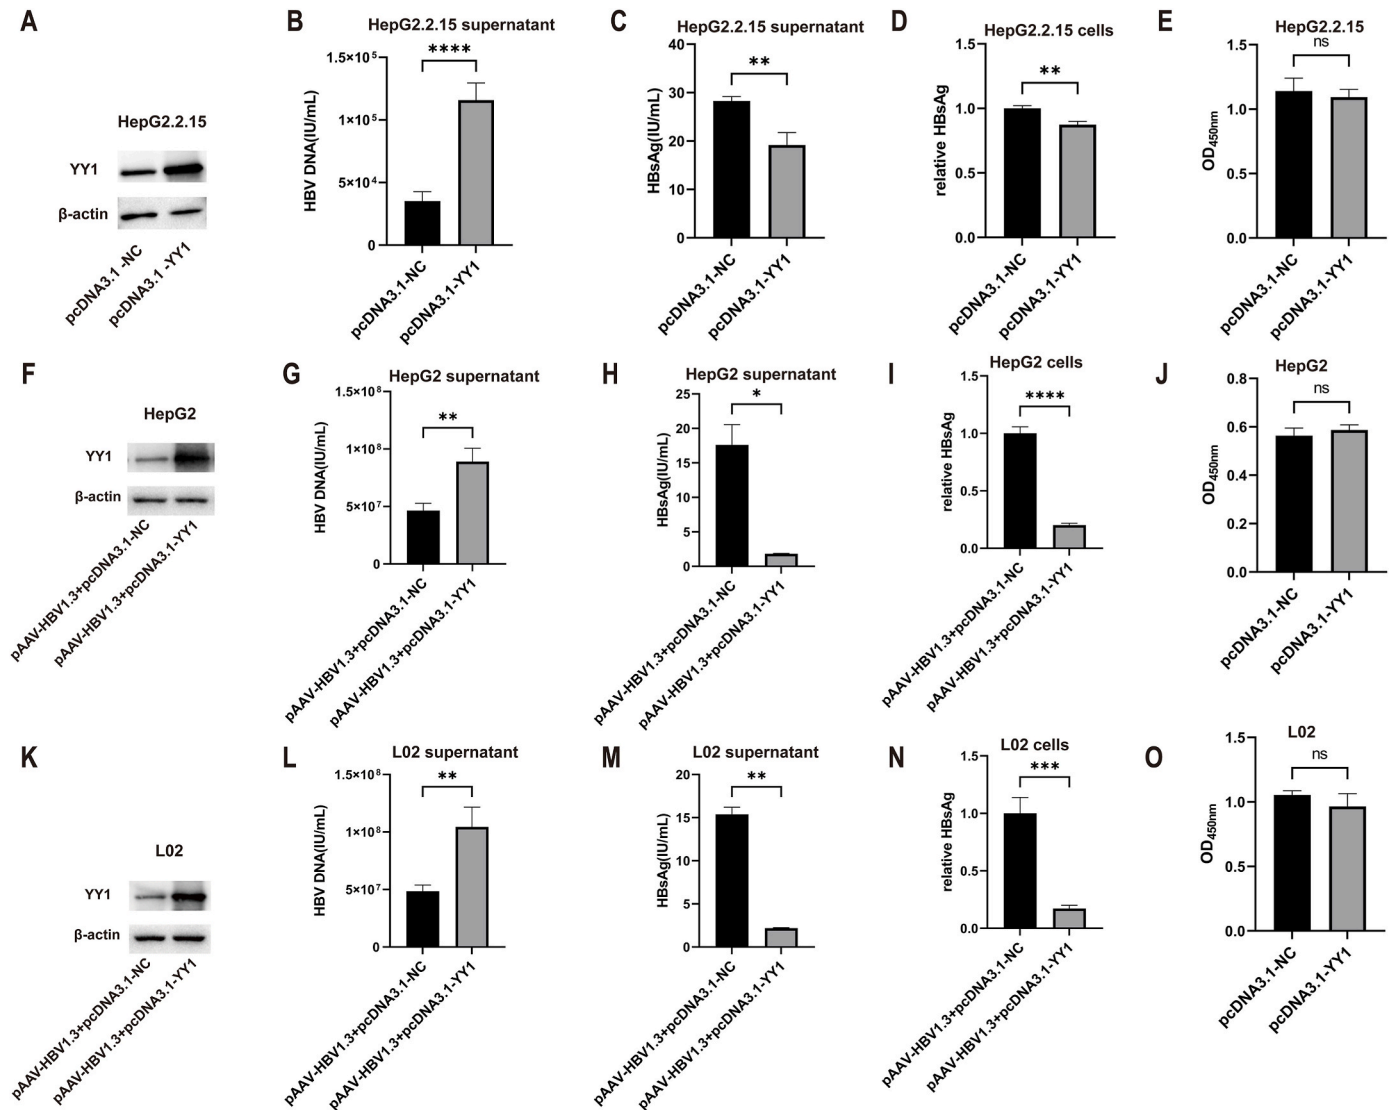 A
HepG2.2.15
YY1
β-actin
pcDNA3.1 -NC
pcDNA3.1 -YY1
B
HepG2.2.15 supernatant
****
HBV DNA(IU/mL)
1.5×10⁵
1×10⁵
5×10⁴
0
pcDNA3.1-NC
pcDNA3.1-YY1
C
HepG2.2.15 supernatant
**
HBsAg(IU/mL)
40
30
20
10
0
pcDNA3.1-NC
pcDNA3.1-YY1
D
HepG2.2.15 cells
**
relative HBsAg
1.5
1.0
0.5
0.0
pcDNA3.1-NC
pcDNA3.1-YY1
E
HepG2.2.15
ns
OD450nm
1.5
1.0
0.5
0.0
pcDNA3.1-NC
pcDNA3.1-YY1
F
HepG2
YY1
β-actin
pAAV-HBV1.3+pcDNA3.1-NC
pAAV-HBV1.3+pcDNA3.1-YY1
G
HepG2 supernatant
**
HBV DNA(IU/mL)
1.5×10⁸
1×10⁸
5×10⁷
0
pAAV-HBV1.3+pcDNA3.1-NC
pAAV-HBV1.3+pcDNA3.1-YY1
H
HepG2 supernatant
*
HBsAg(IU/mL)
25
20
15
10
5
0
pAAV-HBV1.3+pcDNA3.1-NC
pAAV-HBV1.3+pcDNA3.1-YY1
I
HepG2 cells
****
relative HBsAg
1.5
1.0
0.5
0.0
pAAV-HBV1.3+pcDNA3.1-NC
pAAV-HBV1.3+pcDNA3.1-YY1
J
HepG2
ns
OD450nm
0.8
0.6
0.4
0.2
0.0
pcDNA3.1-NC
pcDNA3.1-YY1
K
L02
YY1
β-actin
pAAV-HBV1.3+pcDNA3.1-NC
pAAV-HBV1.3+pcDNA3.1-YY1
L
L02 supernatant
**
HBV DNA(IU/mL)
1.5×10⁸
1×10⁸
5×10⁷
0
pAAV-HBV1.3+pcDNA3.1-NC
pAAV-HBV1.3+pcDNA3.1-YY1
M
L02 supernatant
**
HBsAg(IU/mL)
20
15
10
5
0
pAAV-HBV1.3+pcDNA3.1-NC
pAAV-HBV1.3+pcDNA3.1-YY1
N
L02 cells
***
relative HBsAg
1.5
1.0
0.5
0.0
pAAV-HBV1.3+pcDNA3.1-NC
pAAV-HBV1.3+pcDNA3.1-YY1
O
L02
ns
OD450nm
1.5
1.0
0.5
0.0
pcDNA3.1-NC
pcDNA3.1-YY1